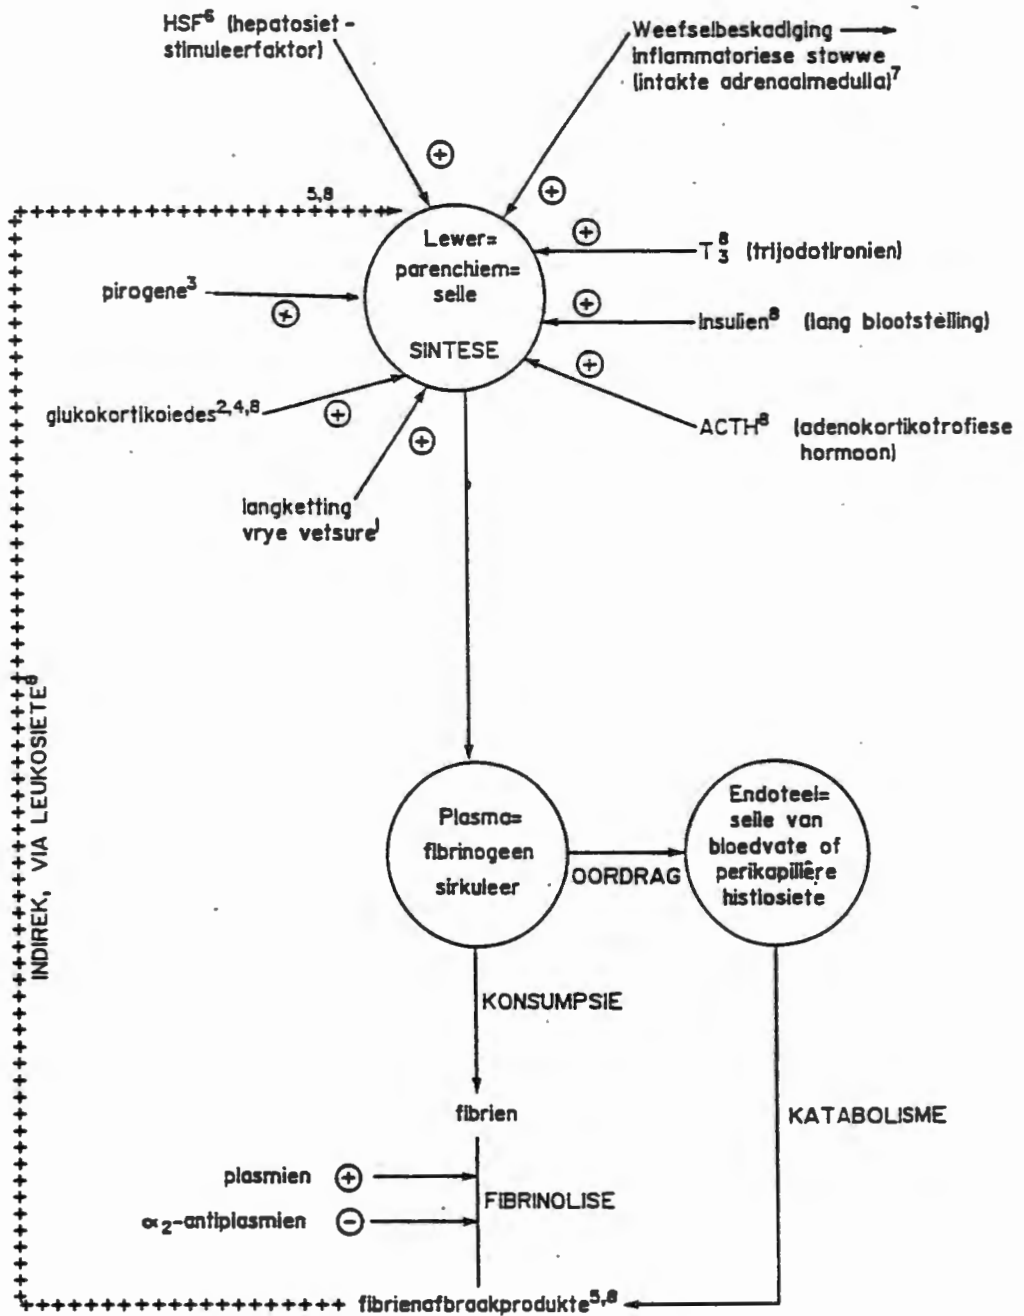 HSF⁶ (hepatosiet-
stimuleerfaktor)
Weefselbeskadiging
inflammatoriese stowwe
(intakte adrenaalmedulla)⁷
+
+
5,8
+
Lewer=
parenchiem=
selle
SINTESE
T₃⁸ (trijodotironien)
pirogene³
+
+
insulien⁸ (lang blootstelling)
+
glukokortikoïedes²,⁴,⁸
+
+
ACTH⁸ (adenokortikotrofiese
hormoon)
langketting
vrye vetsure¹
INDIREK, VIA LEUKOSIETE⁸
Plasma=
fibrinogeen
sirkuleer
OORDRAG
Endoteel=
selle van
bloedvate of
perikapillêre
histiosiete
KONSUMPSIE
fibrien
KATABOLISME
plasmien +
FIBRINOLISE
α₂-antiplasmien −
fibrienafbraakprodukte⁵,⁸